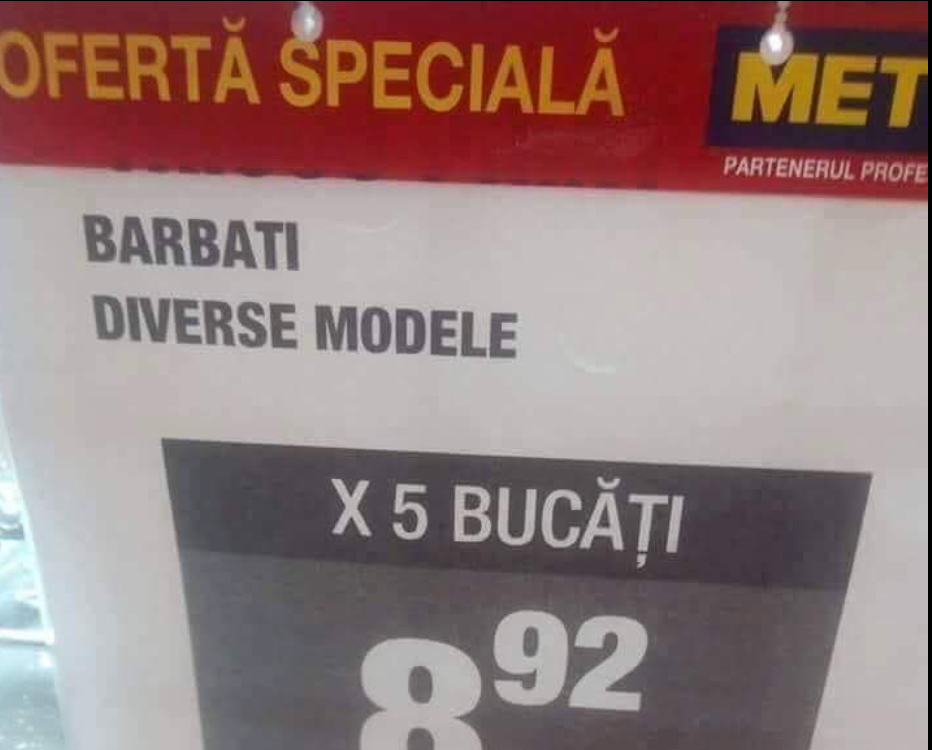 OFERTĂ SPECIALĂ
MET
PARTENERUL PROFE
BARBATI
DIVERSE MODELE
X 5 BUCĂȚI
8 92